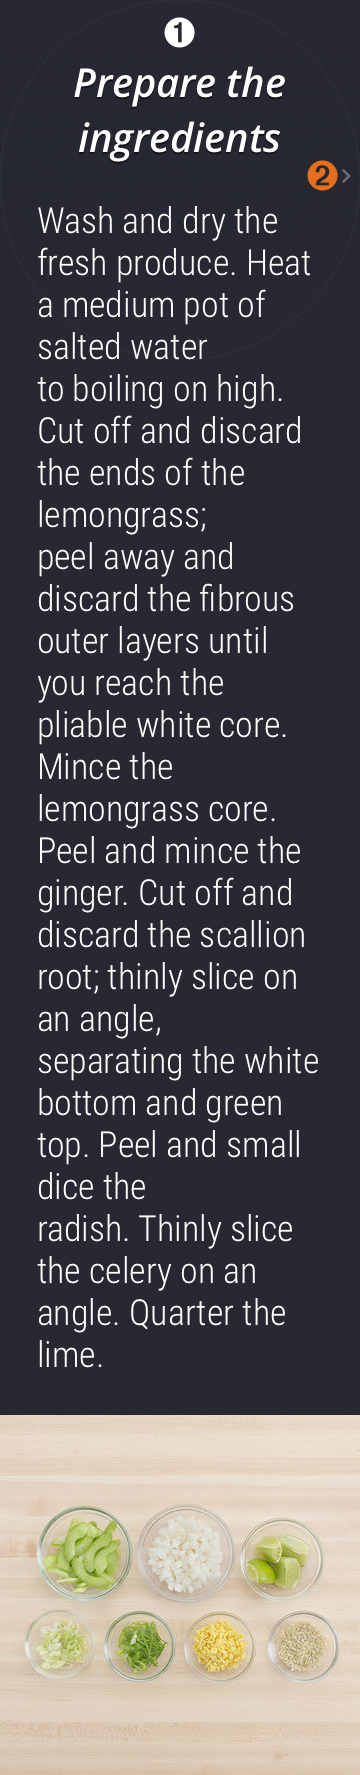 1
Prepare the
ingredients
2 >
Wash and dry the
fresh produce. Heat
a medium pot of
salted water
to boiling on high.
Cut off and discard
the ends of the
lemongrass;
peel away and
discard the fibrous
outer layers until
you reach the
pliable white core.
Mince the
lemongrass core.
Peel and mince the
ginger. Cut off and
discard the scallion
root; thinly slice on
an angle,
separating the white
bottom and green
top. Peel and small
dice the
radish. Thinly slice
the celery on an
angle. Quarter the
lime.